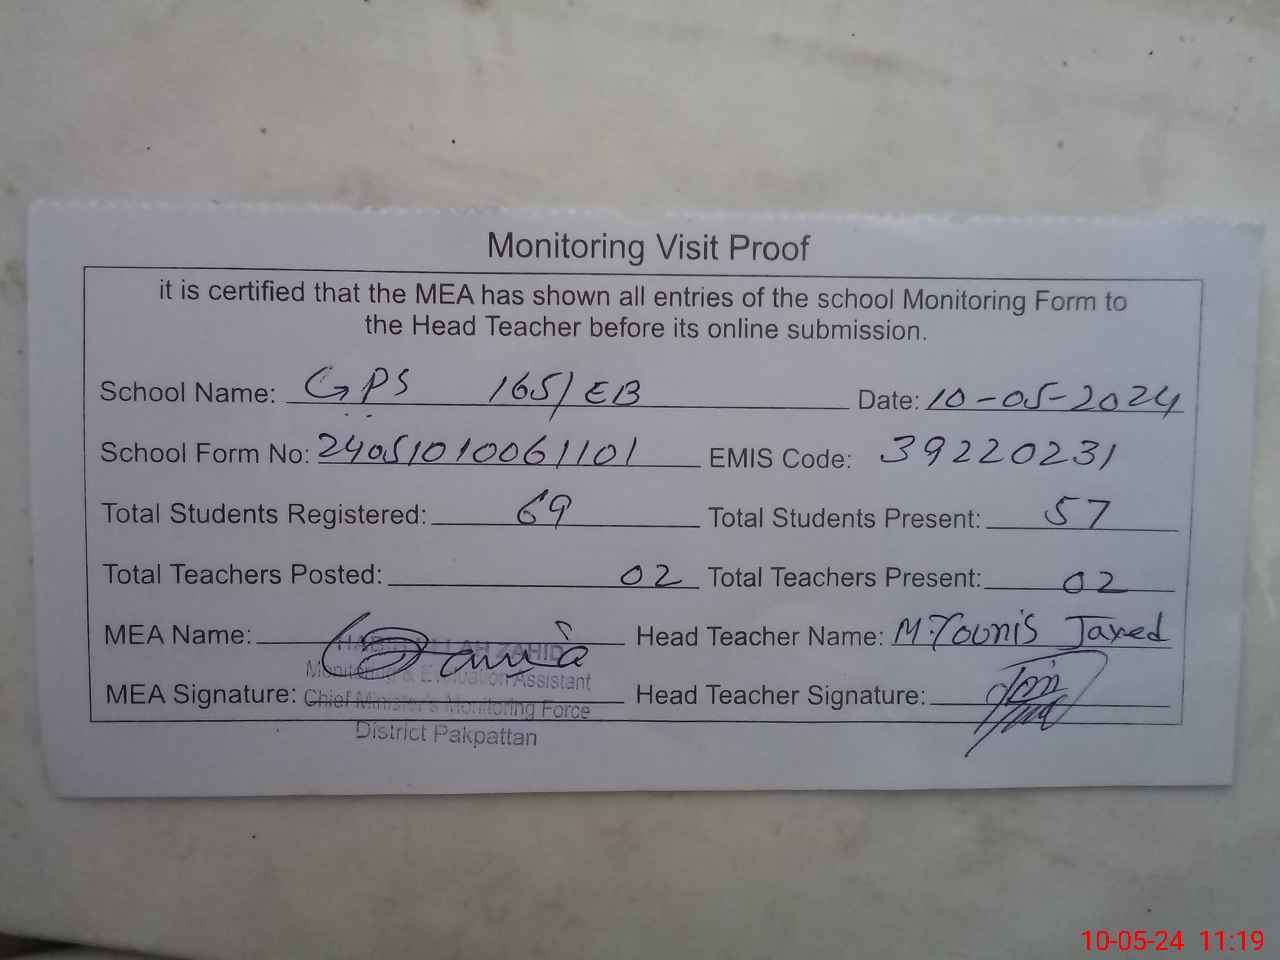 Monitoring Visit Proof
it is certified that the MEA has shown all entries of the school Monitoring Form to
the Head Teacher before its online submission.
School Name: GPS 165/EB Date: 10-05-2024
School Form No: 24051010061101 EMIS Code: 39220231
Total Students Registered: 69 Total Students Present: 57
Total Teachers Posted: 02 Total Teachers Present: 02
MEA Name: Head Teacher Name: M.Younis Javed
ZAHID
Monitoring & Evaluation Assistant
MEA Signature: Chief Minister's Monitoring Force Head Teacher Signature:
District Pakpattan
10-05-24 11:19